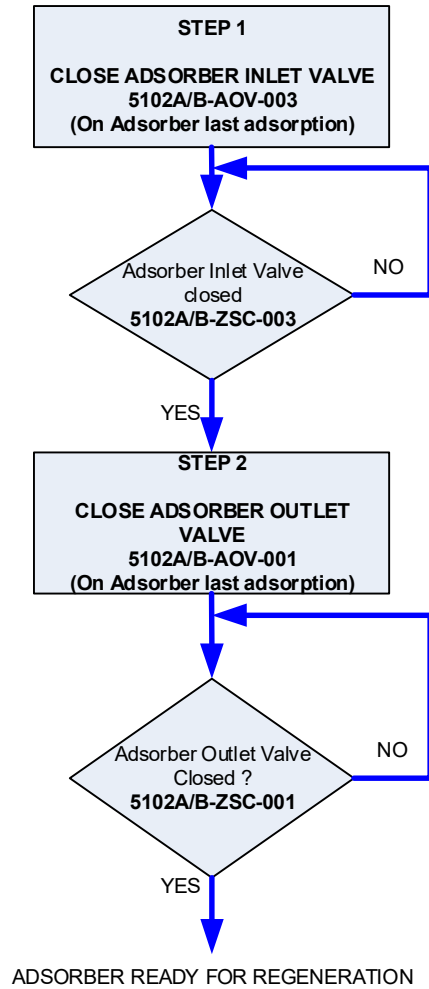 STEP 1
CLOSE ADSORBER INLET VALVE
5102A/B-AOV-003
(On Adsorber last adsorption)
Adsorber Inlet Valve
closed
5102A/B-ZSC-003
NO
YES
STEP 2
CLOSE ADSORBER OUTLET
VALVE
5102A/B-AOV-001
(On Adsorber last adsorption)
Adsorber Outlet Valve
Closed ?
5102A/B-ZSC-001
NO
YES
ADSORBER READY FOR REGENERATION